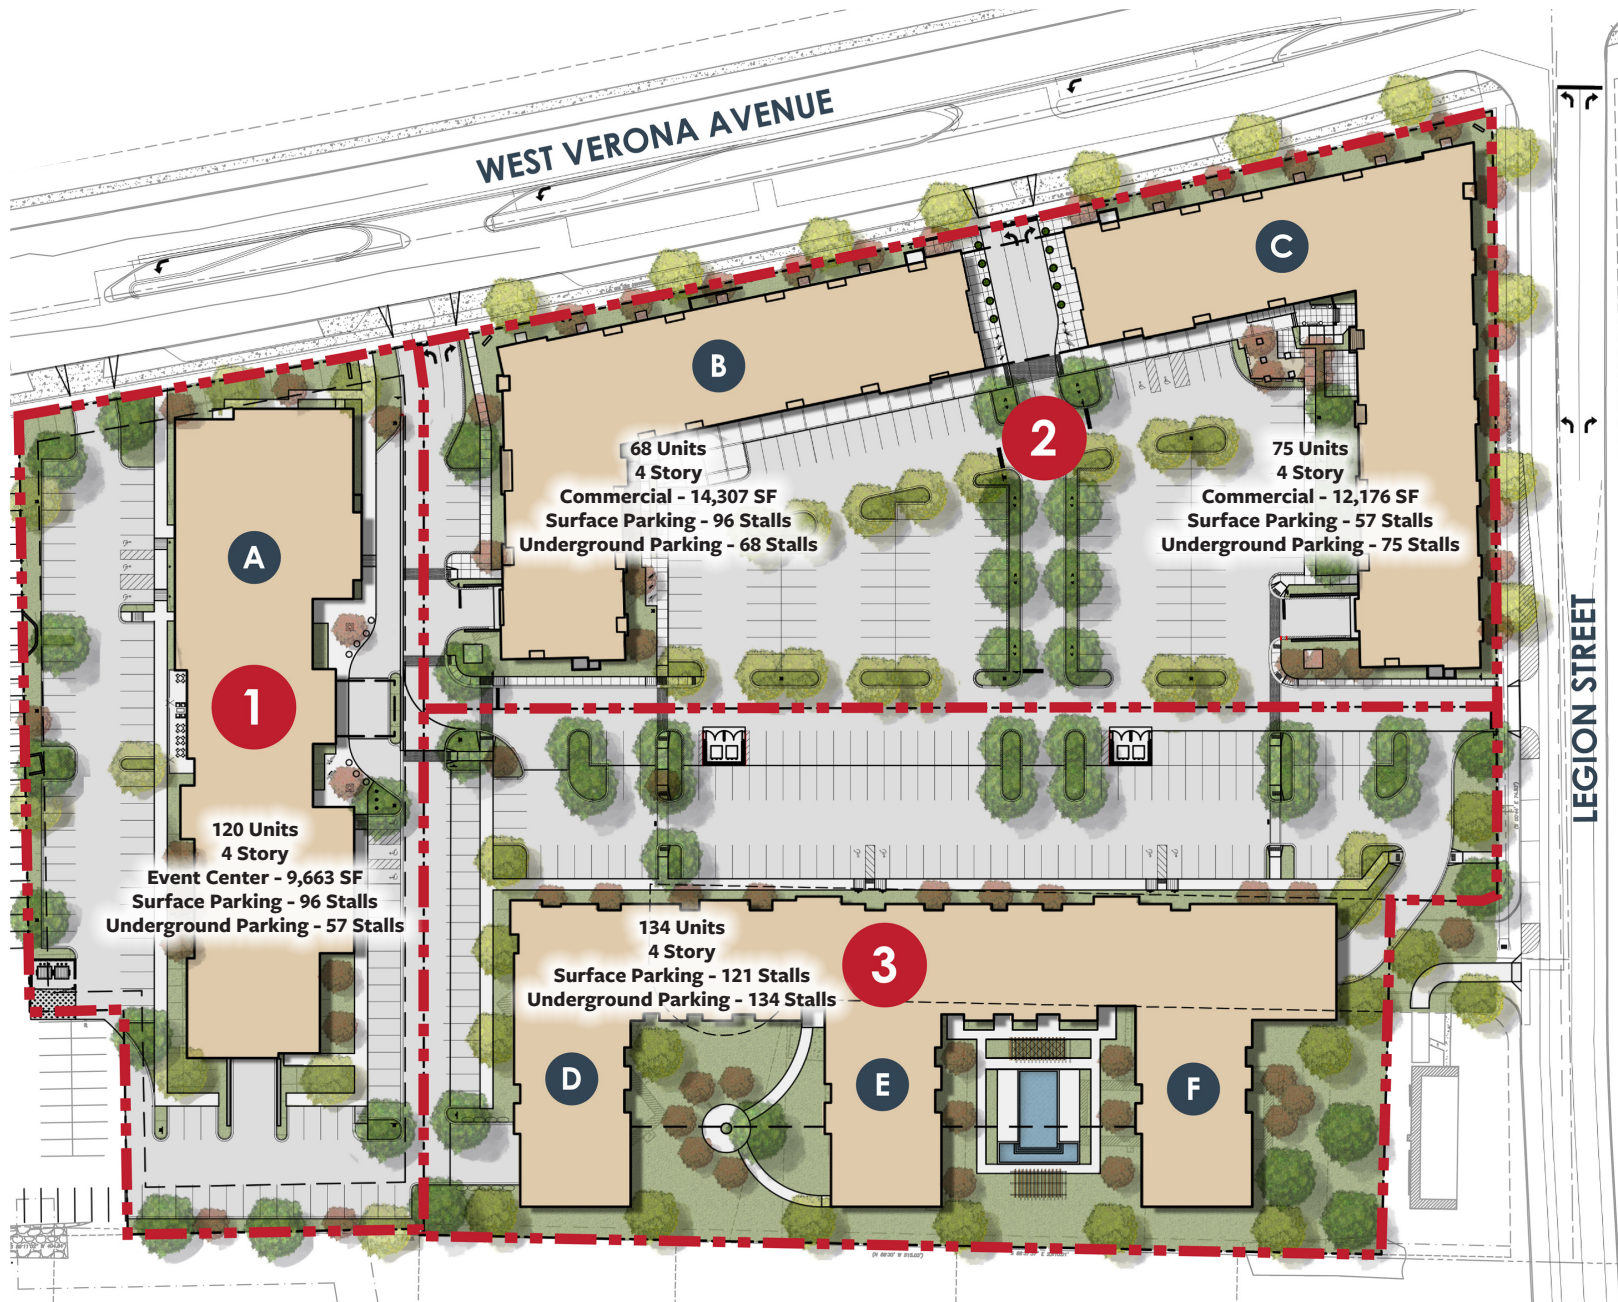 WEST VERONA AVENUE
C
B
2
68 Units
4 Story
Commercial - 14,307 SF
Surface Parking - 96 Stalls
Underground Parking - 68 Stalls
75 Units
4 Story
Commercial - 12,176 SF
Surface Parking - 57 Stalls
Underground Parking - 75 Stalls
A
1
LEGION STREET
120 Units
4 Story
Event Center - 9,663 SF
Surface Parking - 96 Stalls
Underground Parking - 57 Stalls
134 Units
4 Story
Surface Parking - 121 Stalls
Underground Parking - 134 Stalls
3
D
E
F